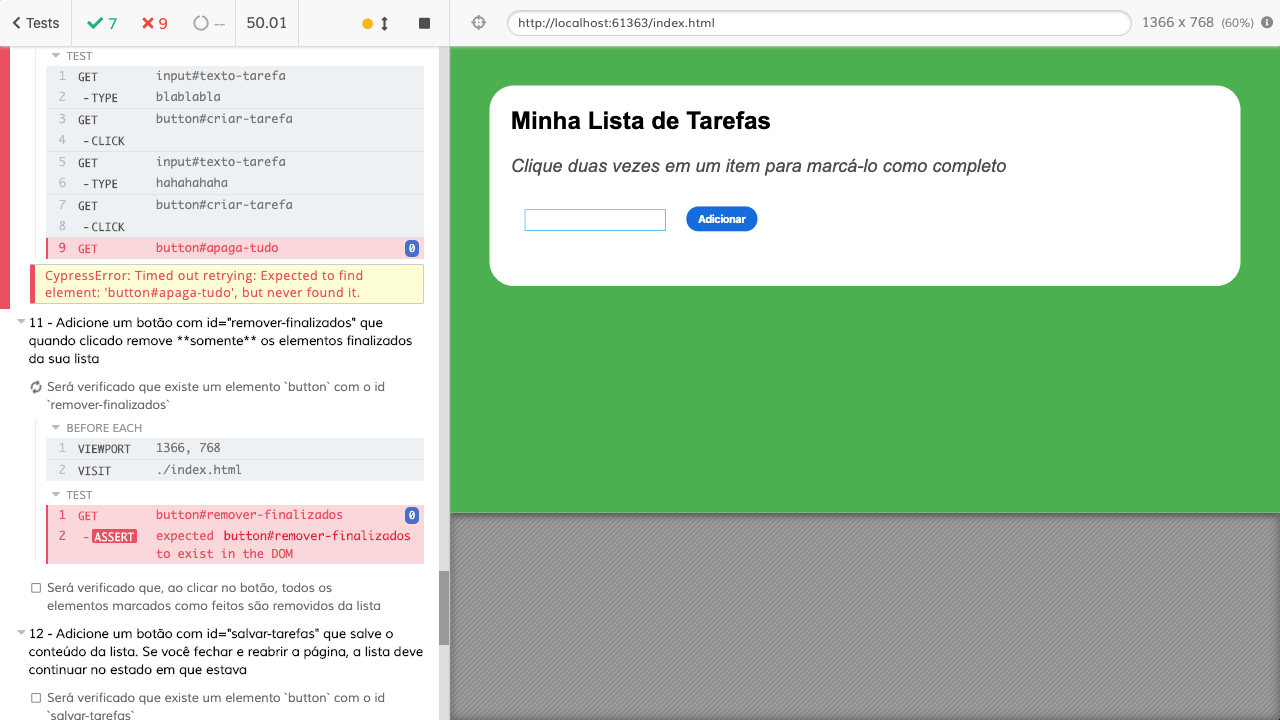 Tests
7
9
--
50.01
http://localhost:61363/index.html
1366 x 768 (60%)
TEST
1 GET input#texto-tarefa
2 -TYPE blablabla
3 GET button#criar-tarefa
4 -CLICK
5 GET input#texto-tarefa
6 -TYPE hahahahaha
7 GET button#criar-tarefa
8 -CLICK
9 GET button#apaga-tudo 0
CypressError: Timed out retrying: Expected to find
element: 'button#apaga-tudo', but never found it.
11 - Adicione um botão com id="remover-finalizados" que
quando clicado remove **somente** os elementos finalizados
da sua lista
Será verificado que existe um elemento `button` com o id
`remover-finalizados`
BEFORE EACH
1 VIEWPORT 1366, 768
2 VISIT ./index.html
TEST
1 GET button#remover-finalizados 0
2 -ASSERT expected button#remover-finalizados
to exist in the DOM
Será verificado que, ao clicar no botão, todos os
elementos marcados como feitos são removidos da lista
12 - Adicione um botão com id="salvar-tarefas" que salve o
conteúdo da lista. Se você fechar e reabrir a página, a lista deve
continuar no estado em que estava
Será verificado que existe um elemento `button` com o id
`salvar-tarefas`
Minha Lista de Tarefas
Clique duas vezes em um item para marcá-lo como completo
Adicionar